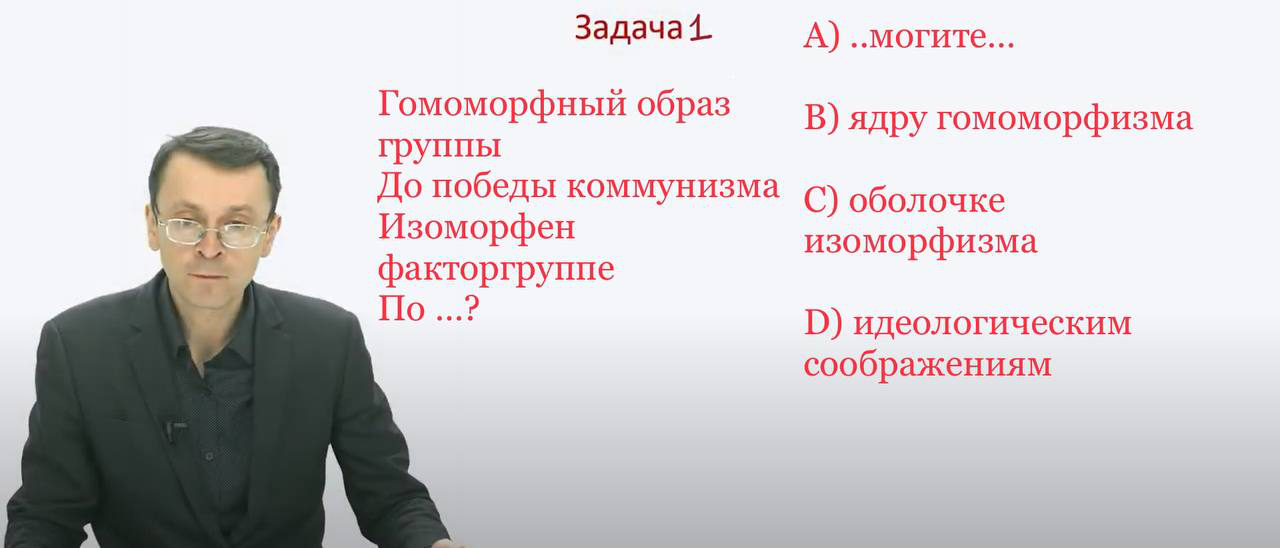 Задача 1
Гомоморфный образ
группы
До победы коммунизма
Изоморфен
факторгруппе
По ...?
A) ..могите...
B) ядру гомоморфизма
C) оболочке
изоморфизма
D) идеологическим
соображениям